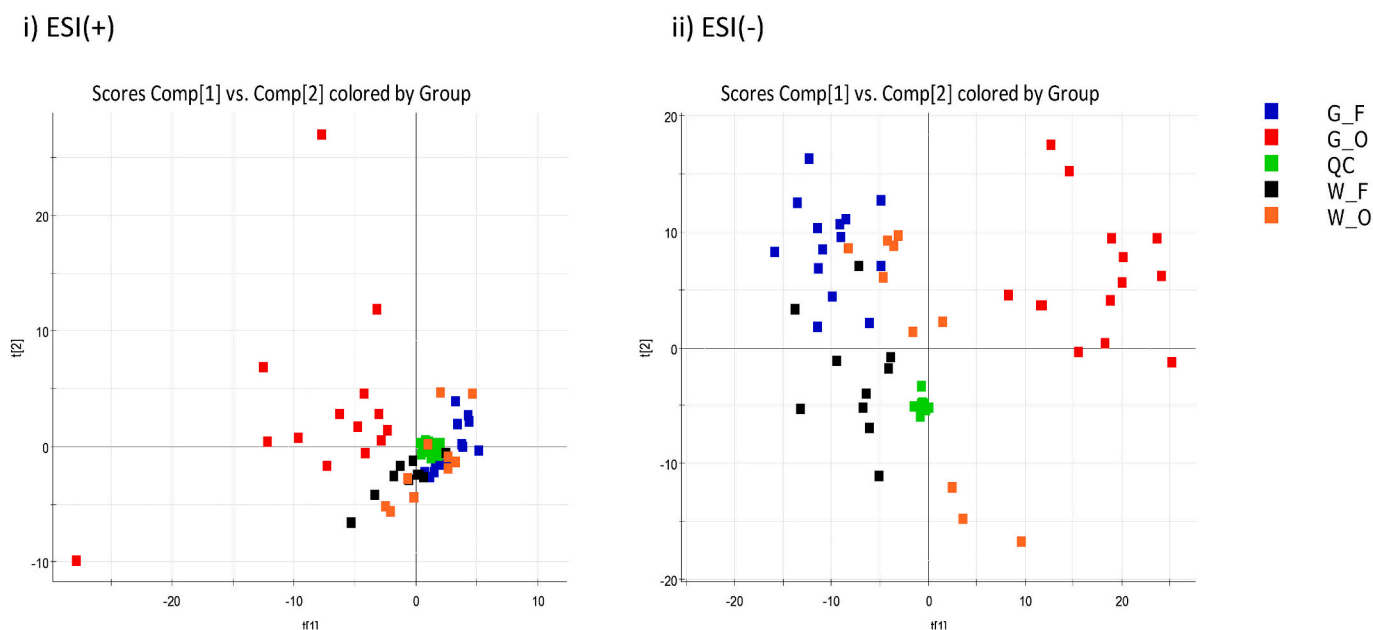 i) ESI(+)
ii) ESI(-)
Scores Comp[1] vs. Comp[2] colored by Group
Scores Comp[1] vs. Comp[2] colored by Group
20
10
0
-10
t[2]
-20
-10
0
10
t[1]
20
10
0
-10
-20
t[2]
-20
-10
0
10
20
t[1]
G_F
G_O
QC
W_F
W_O